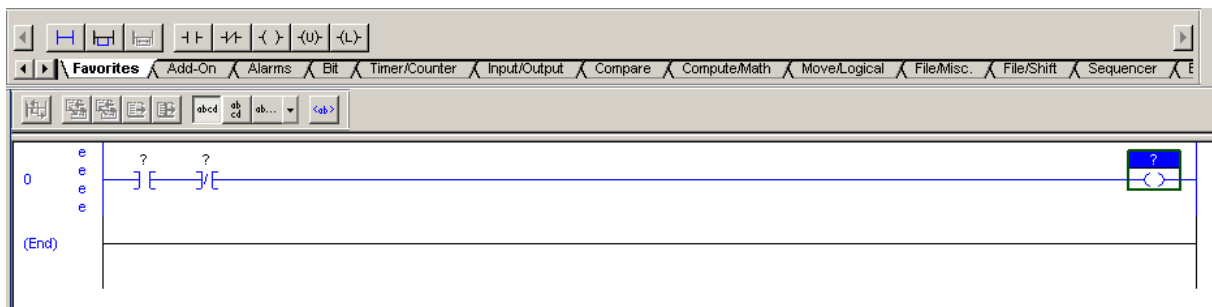 (U) (L)
Favorites Add-On Alarms Bit Timer/Counter Input/Output Compare Compute/Math Move/Logical File/Misc. File/Shift Sequencer
abcd ab cd ab... <ab>
e
? ? ?
0 e
e
e
(End)